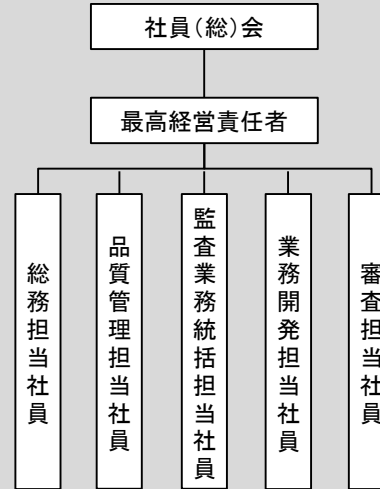 社員（総）会
最高経営責任者
総務担当社員
品質管理担当社員
監査業務統括担当社員
業務開発担当社員
審査担当社員